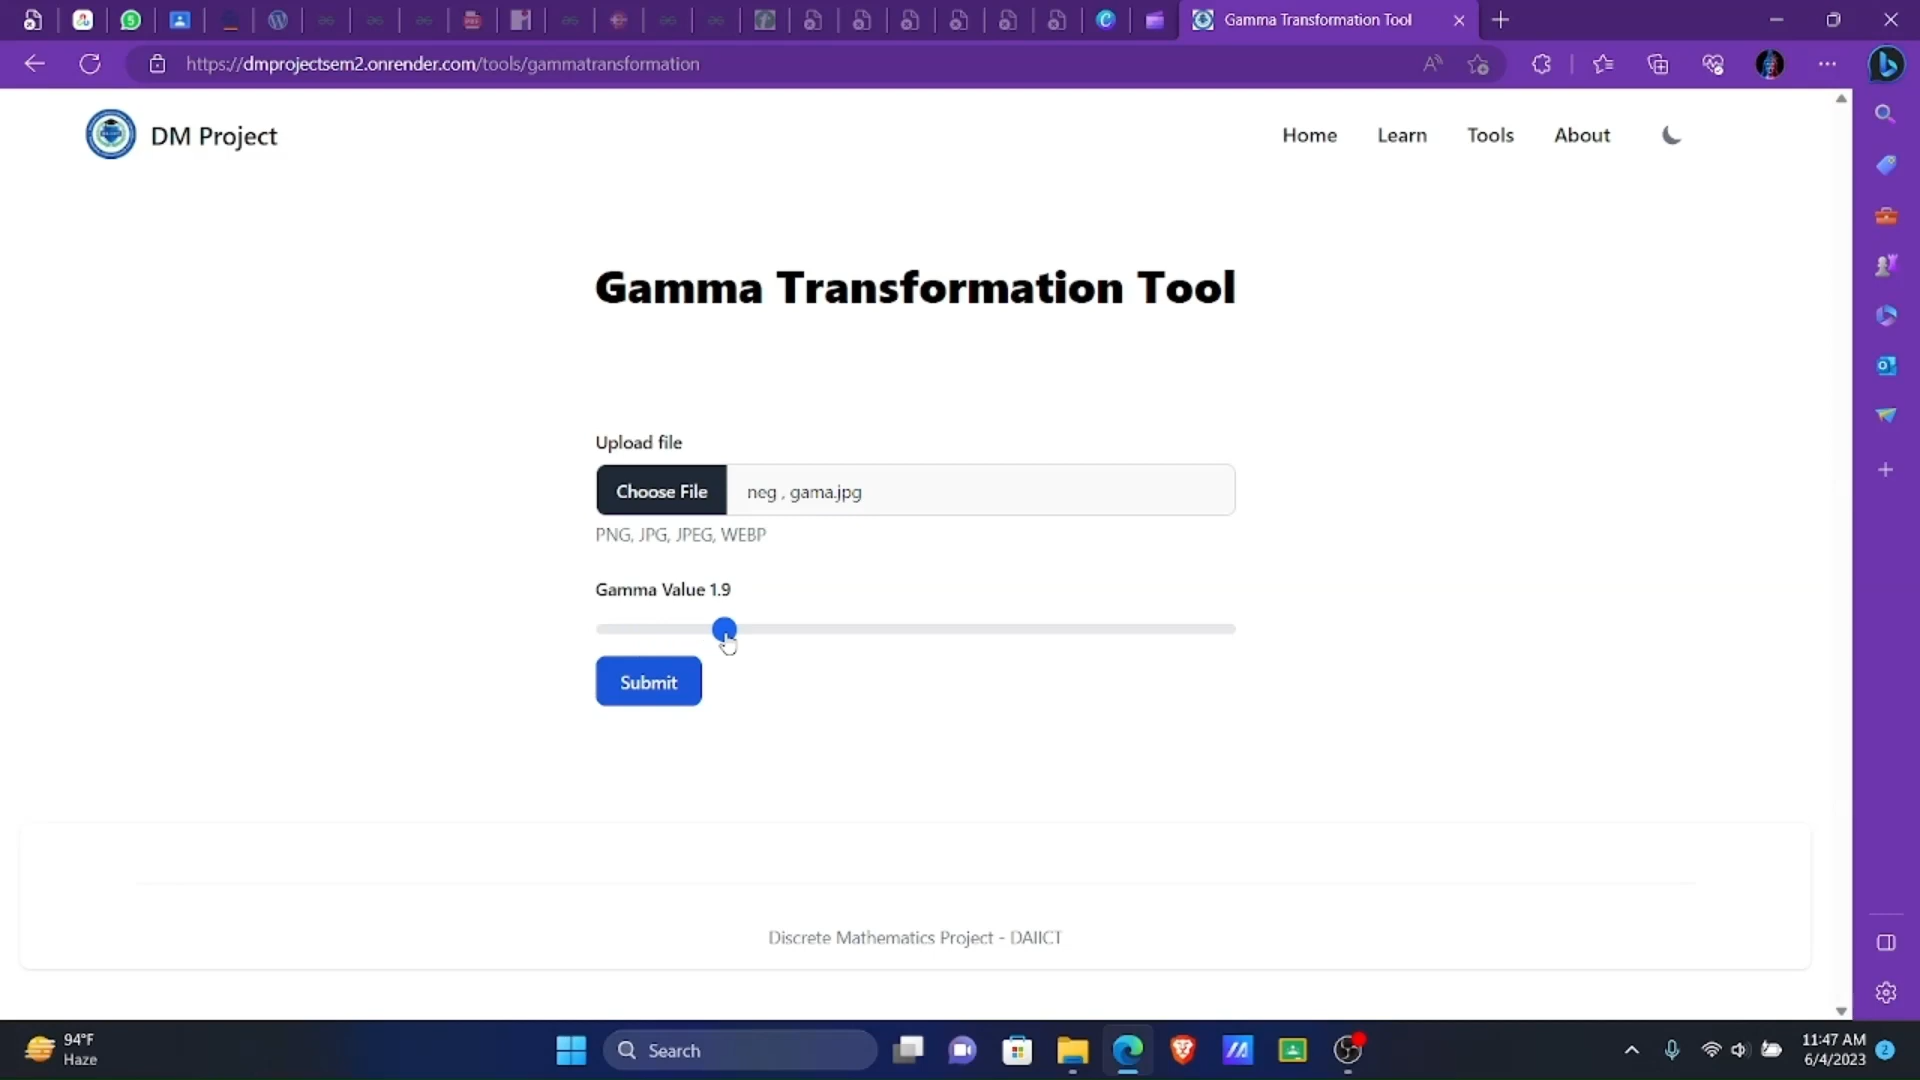 5
Gamma Transformation Tool
https://dmprojectsem2.onrender.com/tools/gammatransformation
DM Project
Home Learn Tools About
Gamma Transformation Tool
Upload file
Choose File neg , gama.jpg
PNG, JPG, JPEG, WEBP
Gamma Value 1.9
Submit
Discrete Mathematics Project - DAIICT
94°F
Haze
Search
11:47 AM
6/4/2023
2